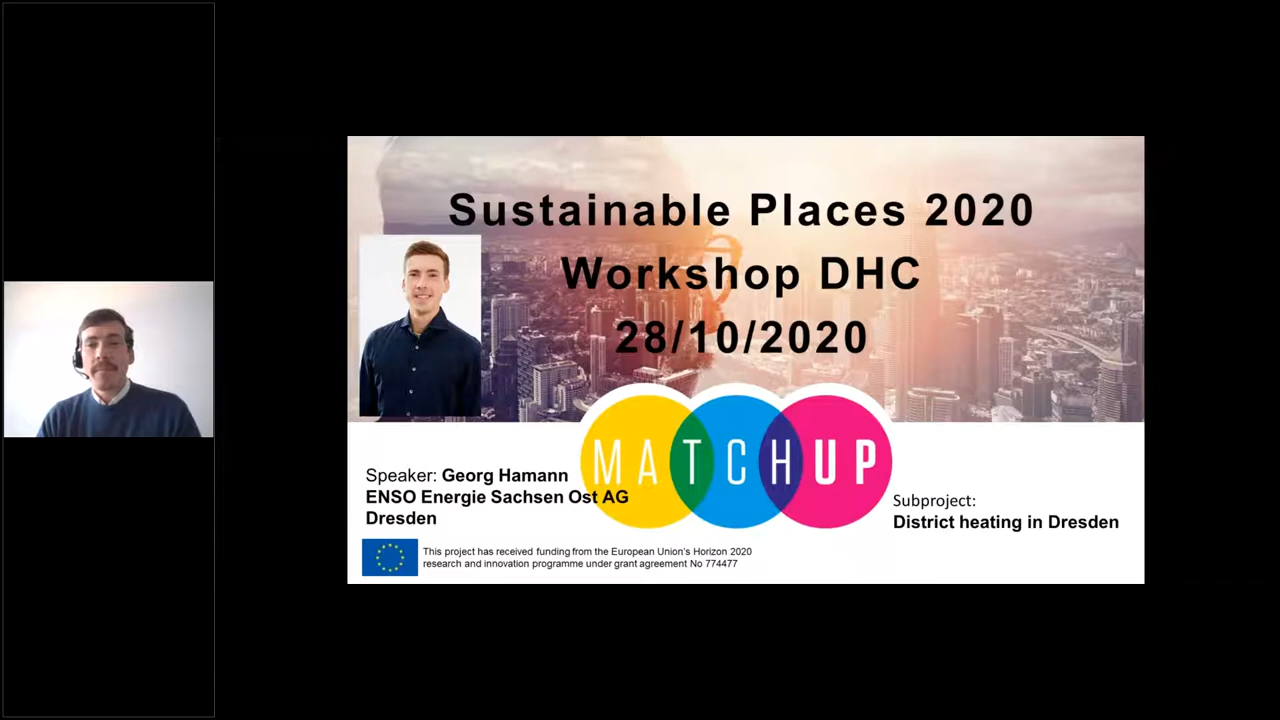 Sustainable Places 2020
Workshop DHC
28/10/2020
MATCHUP
Speaker: Georg Hamann
ENSO Energie Sachsen Ost AG
Dresden
Subproject:
District heating in Dresden
This project has received funding from the European Union's Horizon 2020
research and innovation programme under grant agreement No 774477